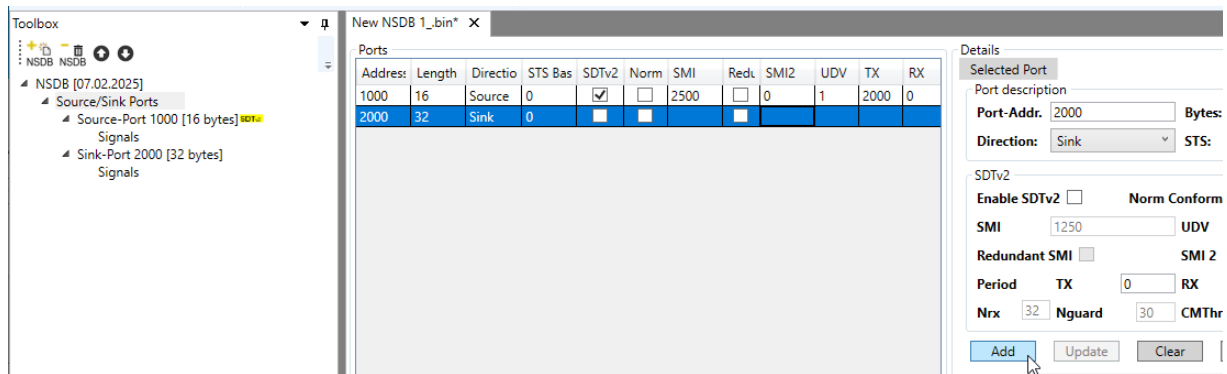 Toolbox
NSDB NSDB
NSDB [07.02.2025]
Source/Sink Ports
Source-Port 1000 [16 bytes] SDTv2
Signals
Sink-Port 2000 [32 bytes]
Signals
New NSDB 1_.bin*
Ports
Address Length Directio STS Bas SDTv2 Norm SMI Redu SMI2 UDV TX RX
1000 16 Source 0 2500 0 1 2000 0
2000 32 Sink 0
Details
Selected Port
Port description
Port-Addr. 2000 Bytes:
Direction: Sink STS:
SDTv2
Enable SDTv2 Norm Conform
SMI 1250 UDV
Redundant SMI SMI 2
Period TX 0 RX
Nrx 32 Nguard 30 CMThr
Add Update Clear